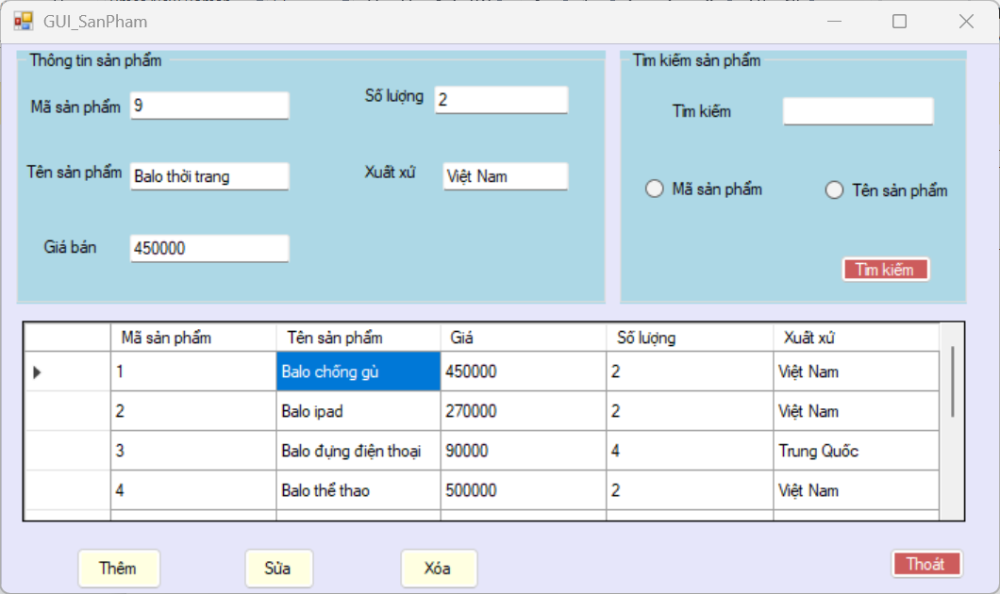 GUI_SanPham
Thông tin sản phẩm
Mã sản phẩm 9
Số lượng 2
Tên sản phẩm Balo thời trang
Xuất xứ Việt Nam
Giá bán 450000
Tìm kiếm sản phẩm
Tìm kiếm
Mã sản phẩm Tên sản phẩm
Tìm kiếm
Mã sản phẩm Tên sản phẩm Giá Số lượng Xuất xứ
1 Balo chống gù 450000 2 Việt Nam
2 Balo ipad 270000 2 Việt Nam
3 Balo đựng điện thoại 90000 4 Trung Quốc
4 Balo thể thao 500000 2 Việt Nam
Thêm Sửa Xóa Thoát